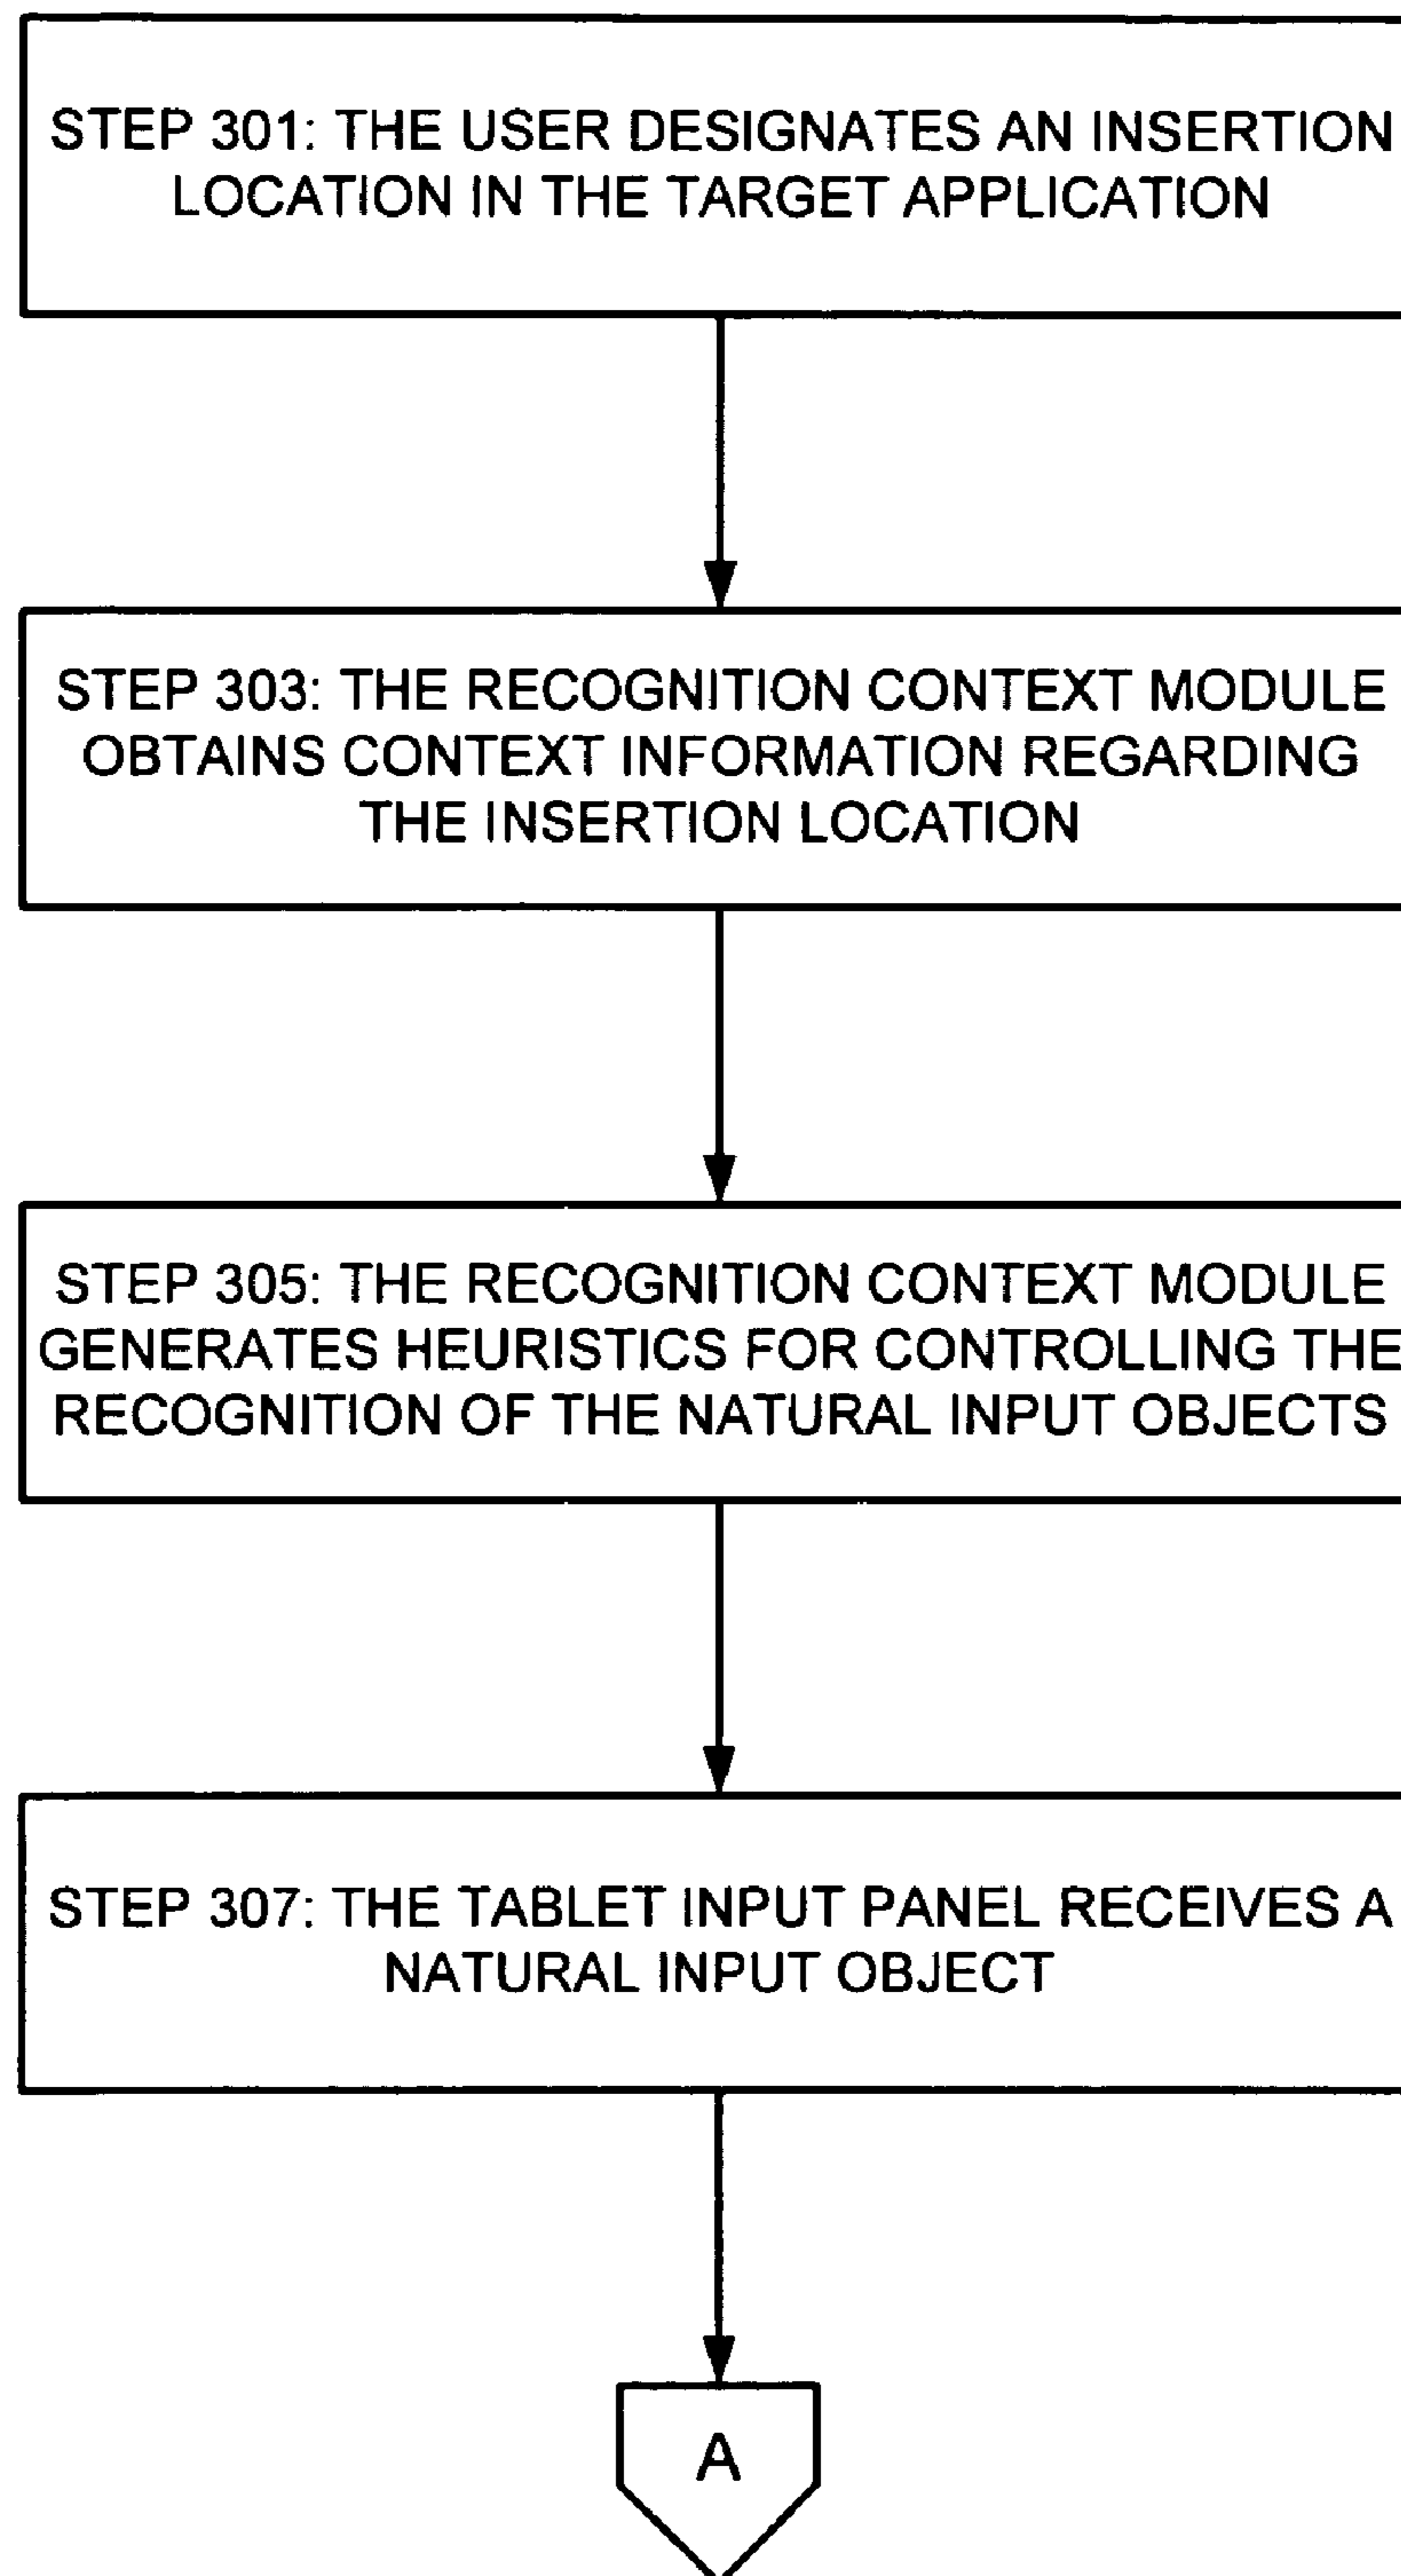 STEP 301: THE USER DESIGNATES AN INSERTION
LOCATION IN THE TARGET APPLICATION
STEP 303: THE RECOGNITION CONTEXT MODULE
OBTAINS CONTEXT INFORMATION REGARDING
THE INSERTION LOCATION
STEP 305: THE RECOGNITION CONTEXT MODULE
GENERATES HEURISTICS FOR CONTROLLING THE
RECOGNITION OF THE NATURAL INPUT OBJECTS
STEP 307: THE TABLET INPUT PANEL RECEIVES A
NATURAL INPUT OBJECT
A